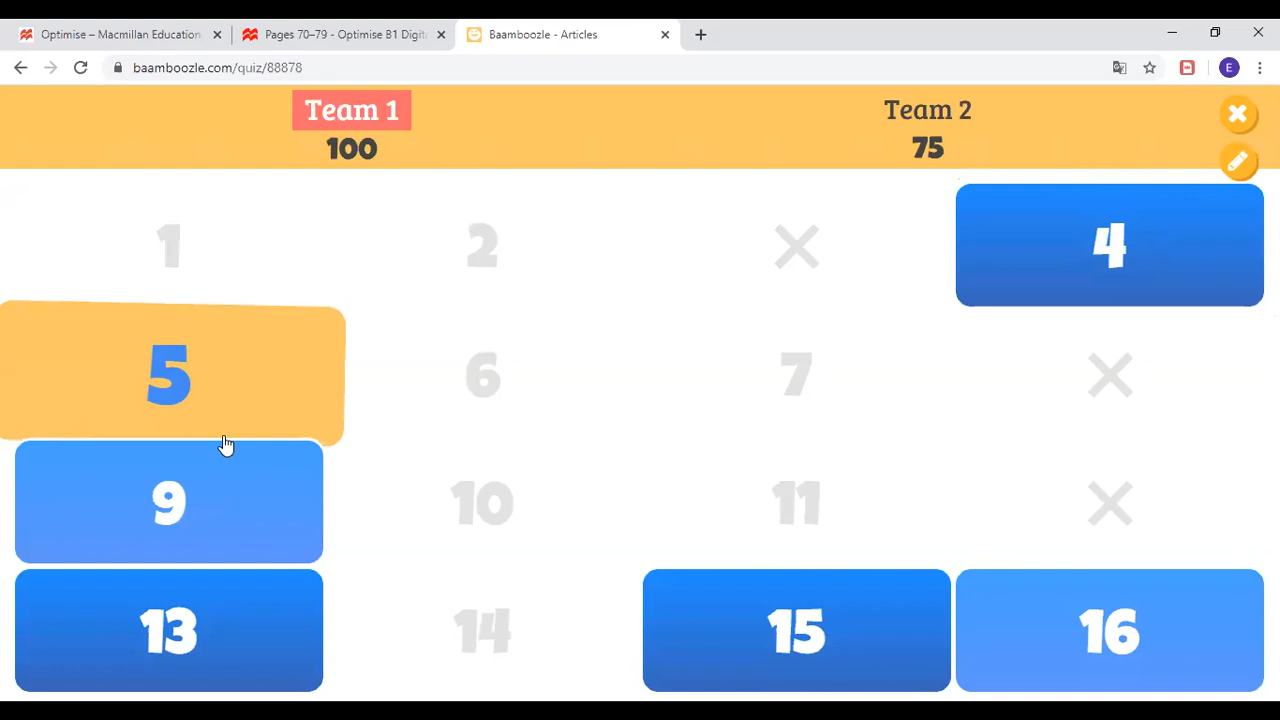 Optimise – Macmillan Education
Pages 70–79 - Optimise B1 Digita
Baamboozle - Articles
baamboozle.com/quiz/88878
E
Team 1
100
Team 2
75
1
2
4
5
6
7
9
10
11
13
14
15
16